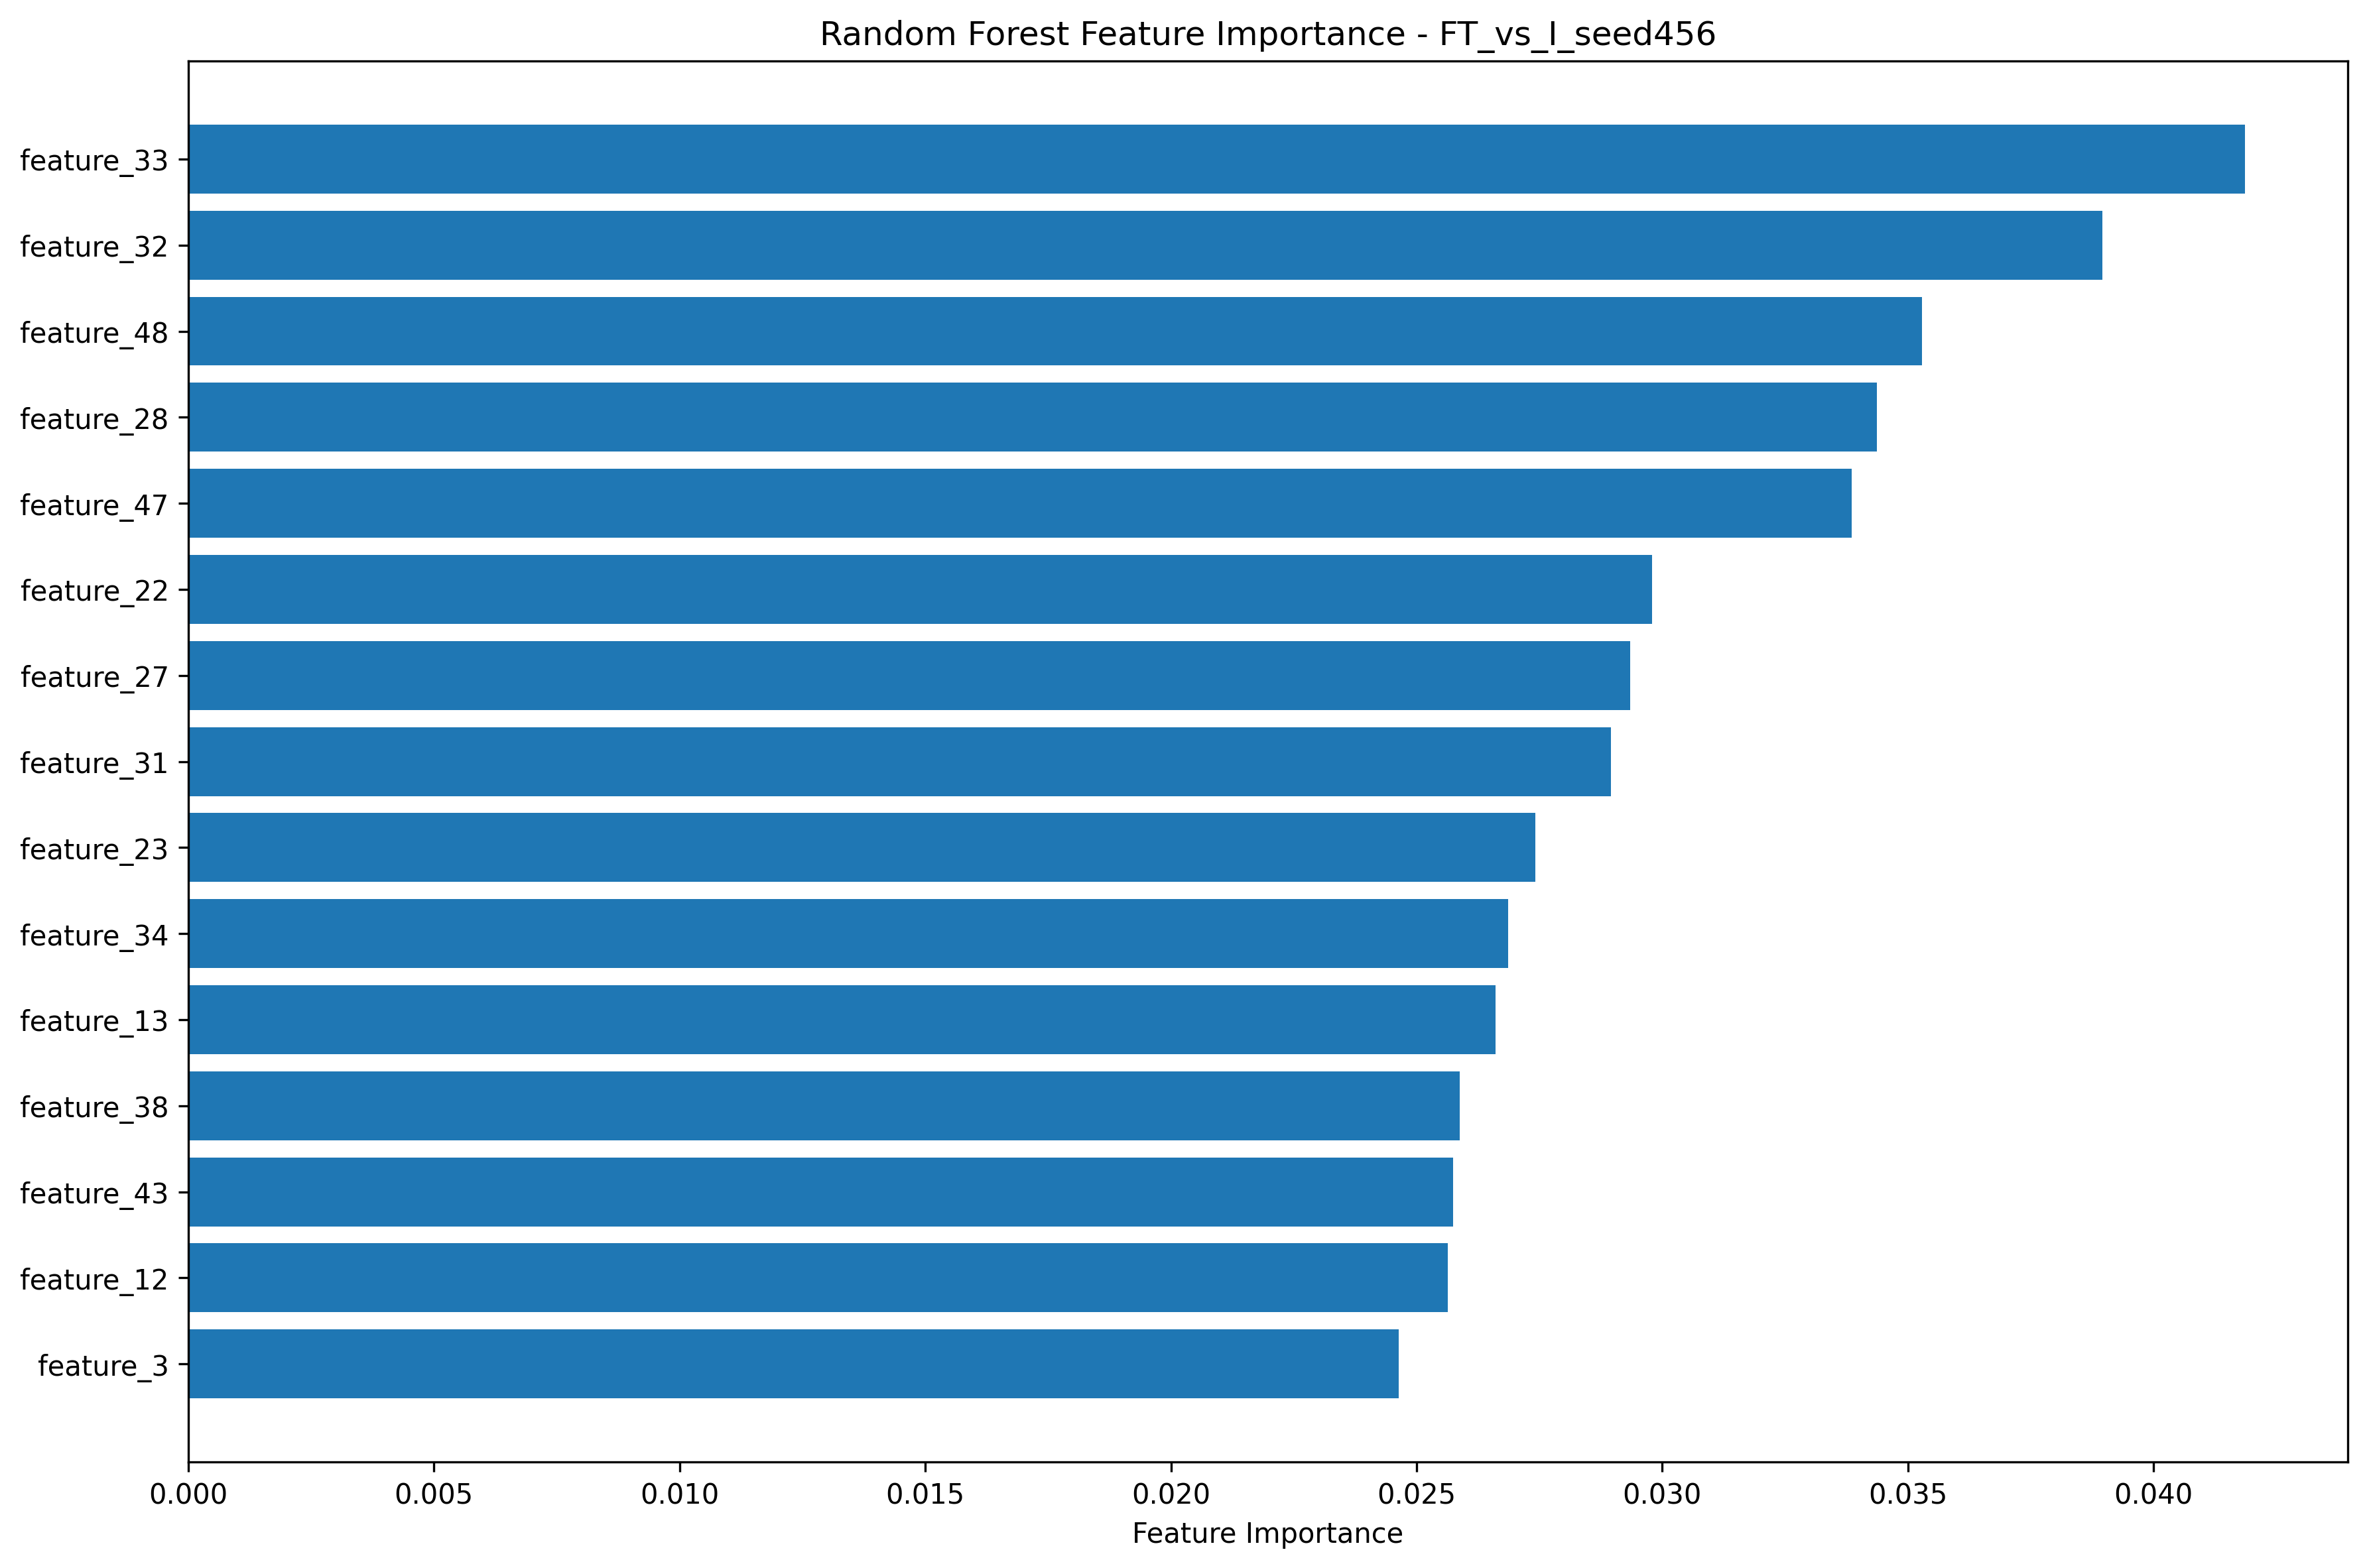 Random Forest Feature Importance - FT_vs_I_seed456
feature_33
feature_32
feature_48
feature_28
feature_47
feature_22
feature_27
feature_31
feature_23
feature_34
feature_13
feature_38
feature_43
feature_12
feature_3
0.000 0.005 0.010 0.015 0.020 0.025 0.030 0.035 0.040
Feature Importance